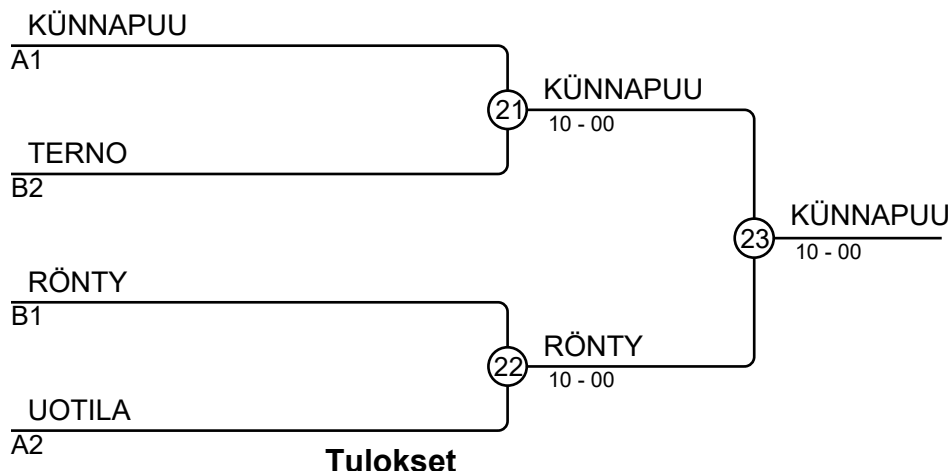 KÜNNAPUU
A1
21
KÜNNAPUU
10 - 00
TERNO
B2
23
KÜNNAPUU
10 - 00
RÖNTY
B1
22
RÖNTY
10 - 00
UOTILA
A2
Tulokset